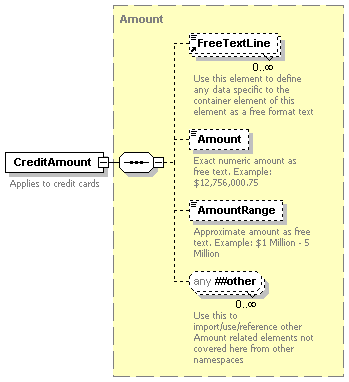 Amount
FreeTextLine
0..∞
Use this element to define
any data specific to the
container element of this
element as a free format text
CreditAmount
Applies to credit cards
Amount
Exact numeric amount as
free text. Example:
$12,756,000.75
AmountRange
Approximate amount as free
text. Example: $1 Million - 5
Million
any ##other
0..∞
Use this to
import/use/reference other
Amount related elements not
covered here from other
namespaces